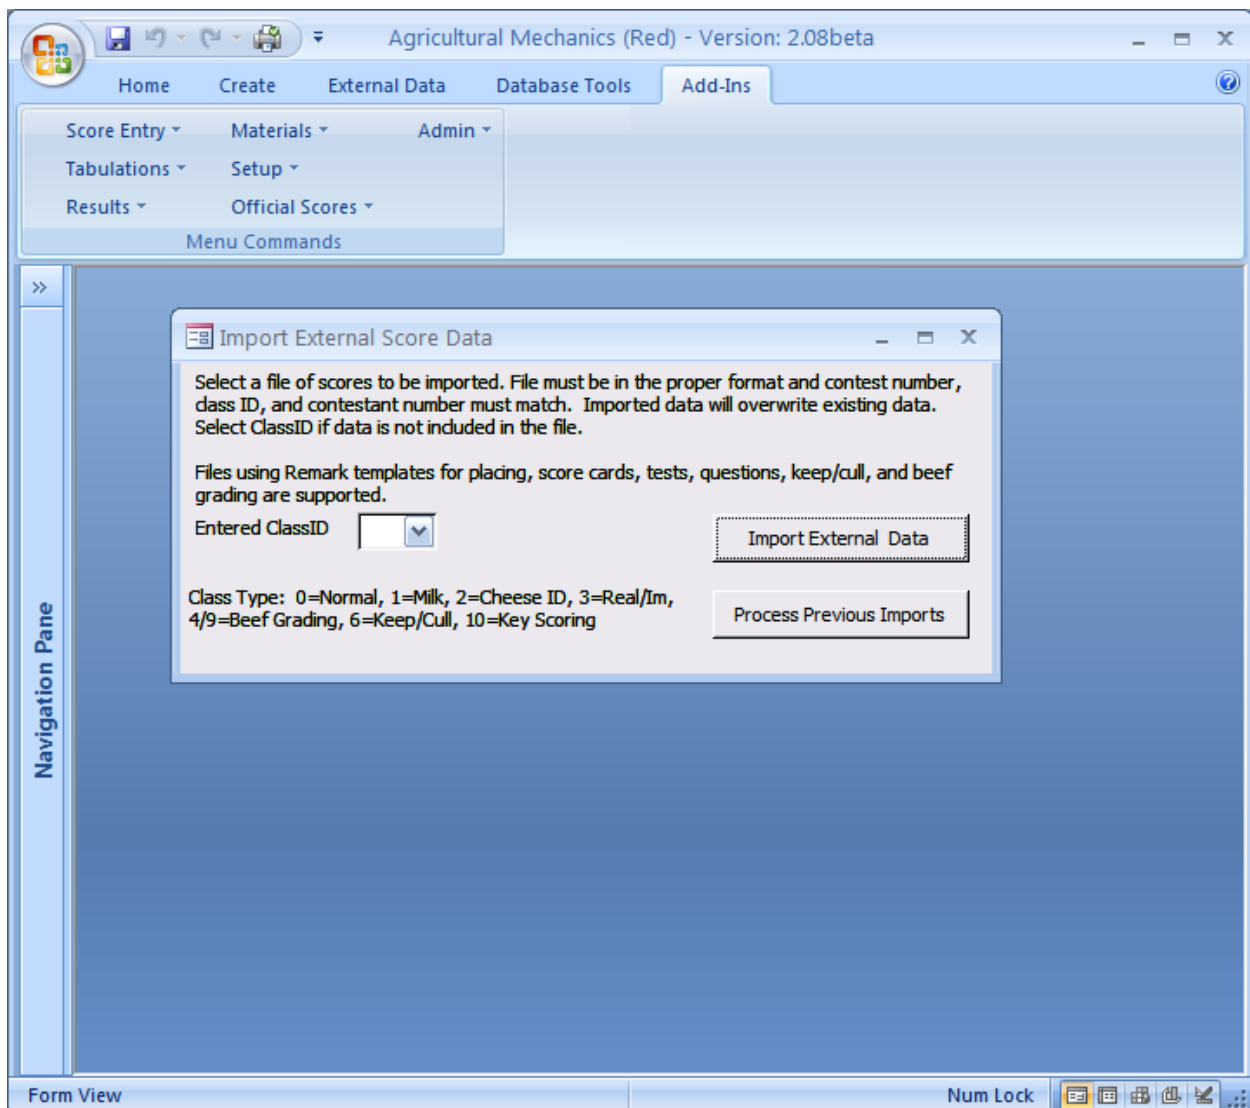 Agricultural Mechanics (Red) - Version: 2.08beta
Home Create External Data Database Tools Add-Ins
Score Entry Materials Admin
Tabulations Setup
Results Official Scores
Menu Commands
Import External Score Data
Select a file of scores to be imported. File must be in the proper format and contest number,
class ID, and contestant number must match. Imported data will overwrite existing data.
Select ClassID if data is not included in the file.
Files using Remark templates for placing, score cards, tests, questions, keep/cull, and beef
grading are supported.
Entered ClassID
Import External Data
Class Type: 0=Normal, 1=Milk, 2=Cheese ID, 3=Real/Im,
4/9=Beef Grading, 6=Keep/Cull, 10=Key Scoring
Process Previous Imports
Navigation Pane
Form View
Num Lock